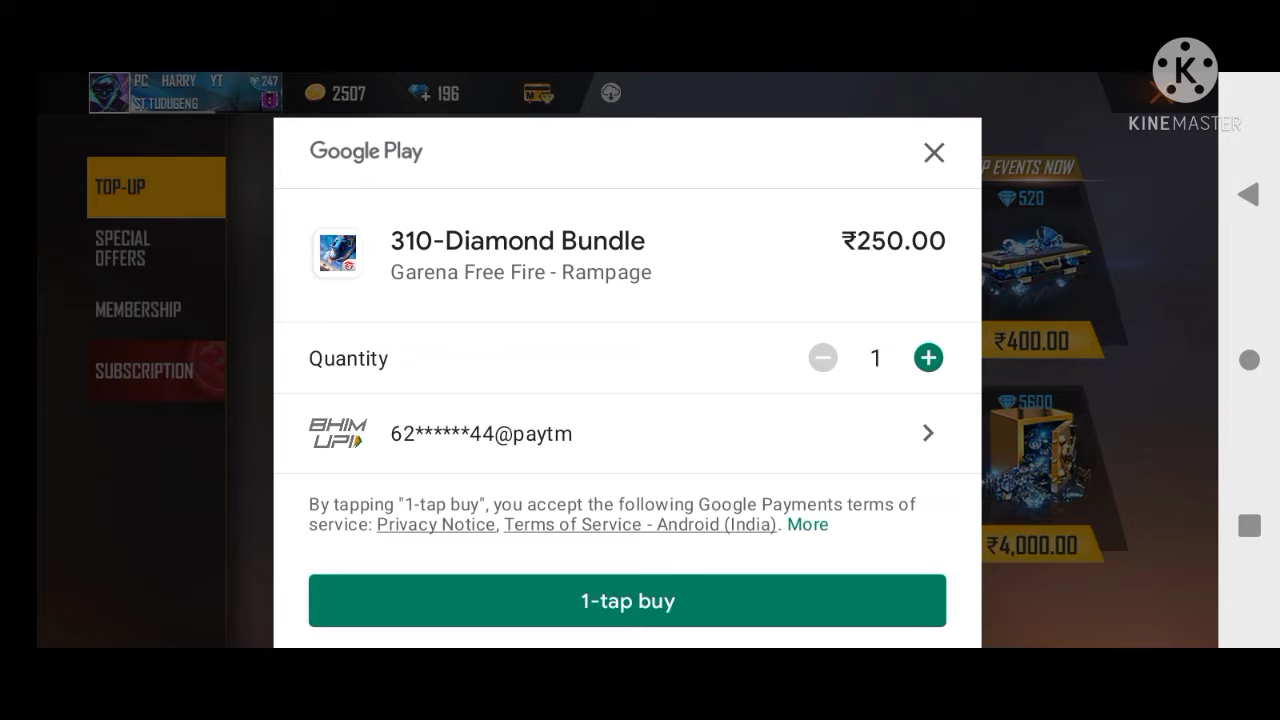 PC HARRY YT
247
ST.TUDUGENG
2507
196
KINEMASTER
Google Play
P EVENTS NOW
TOP-UP
520
SPECIAL
OFFERS
310-Diamond Bundle
₹250.00
Garena Free Fire - Rampage
MEMBERSHIP
₹400.00
Quantity
1
SUBSCRIPTION
5600
BHIM
UPI
62******44@paytm
By tapping "1-tap buy", you accept the following Google Payments terms of
service: Privacy Notice, Terms of Service - Android (India). More
₹4,000.00
1-tap buy